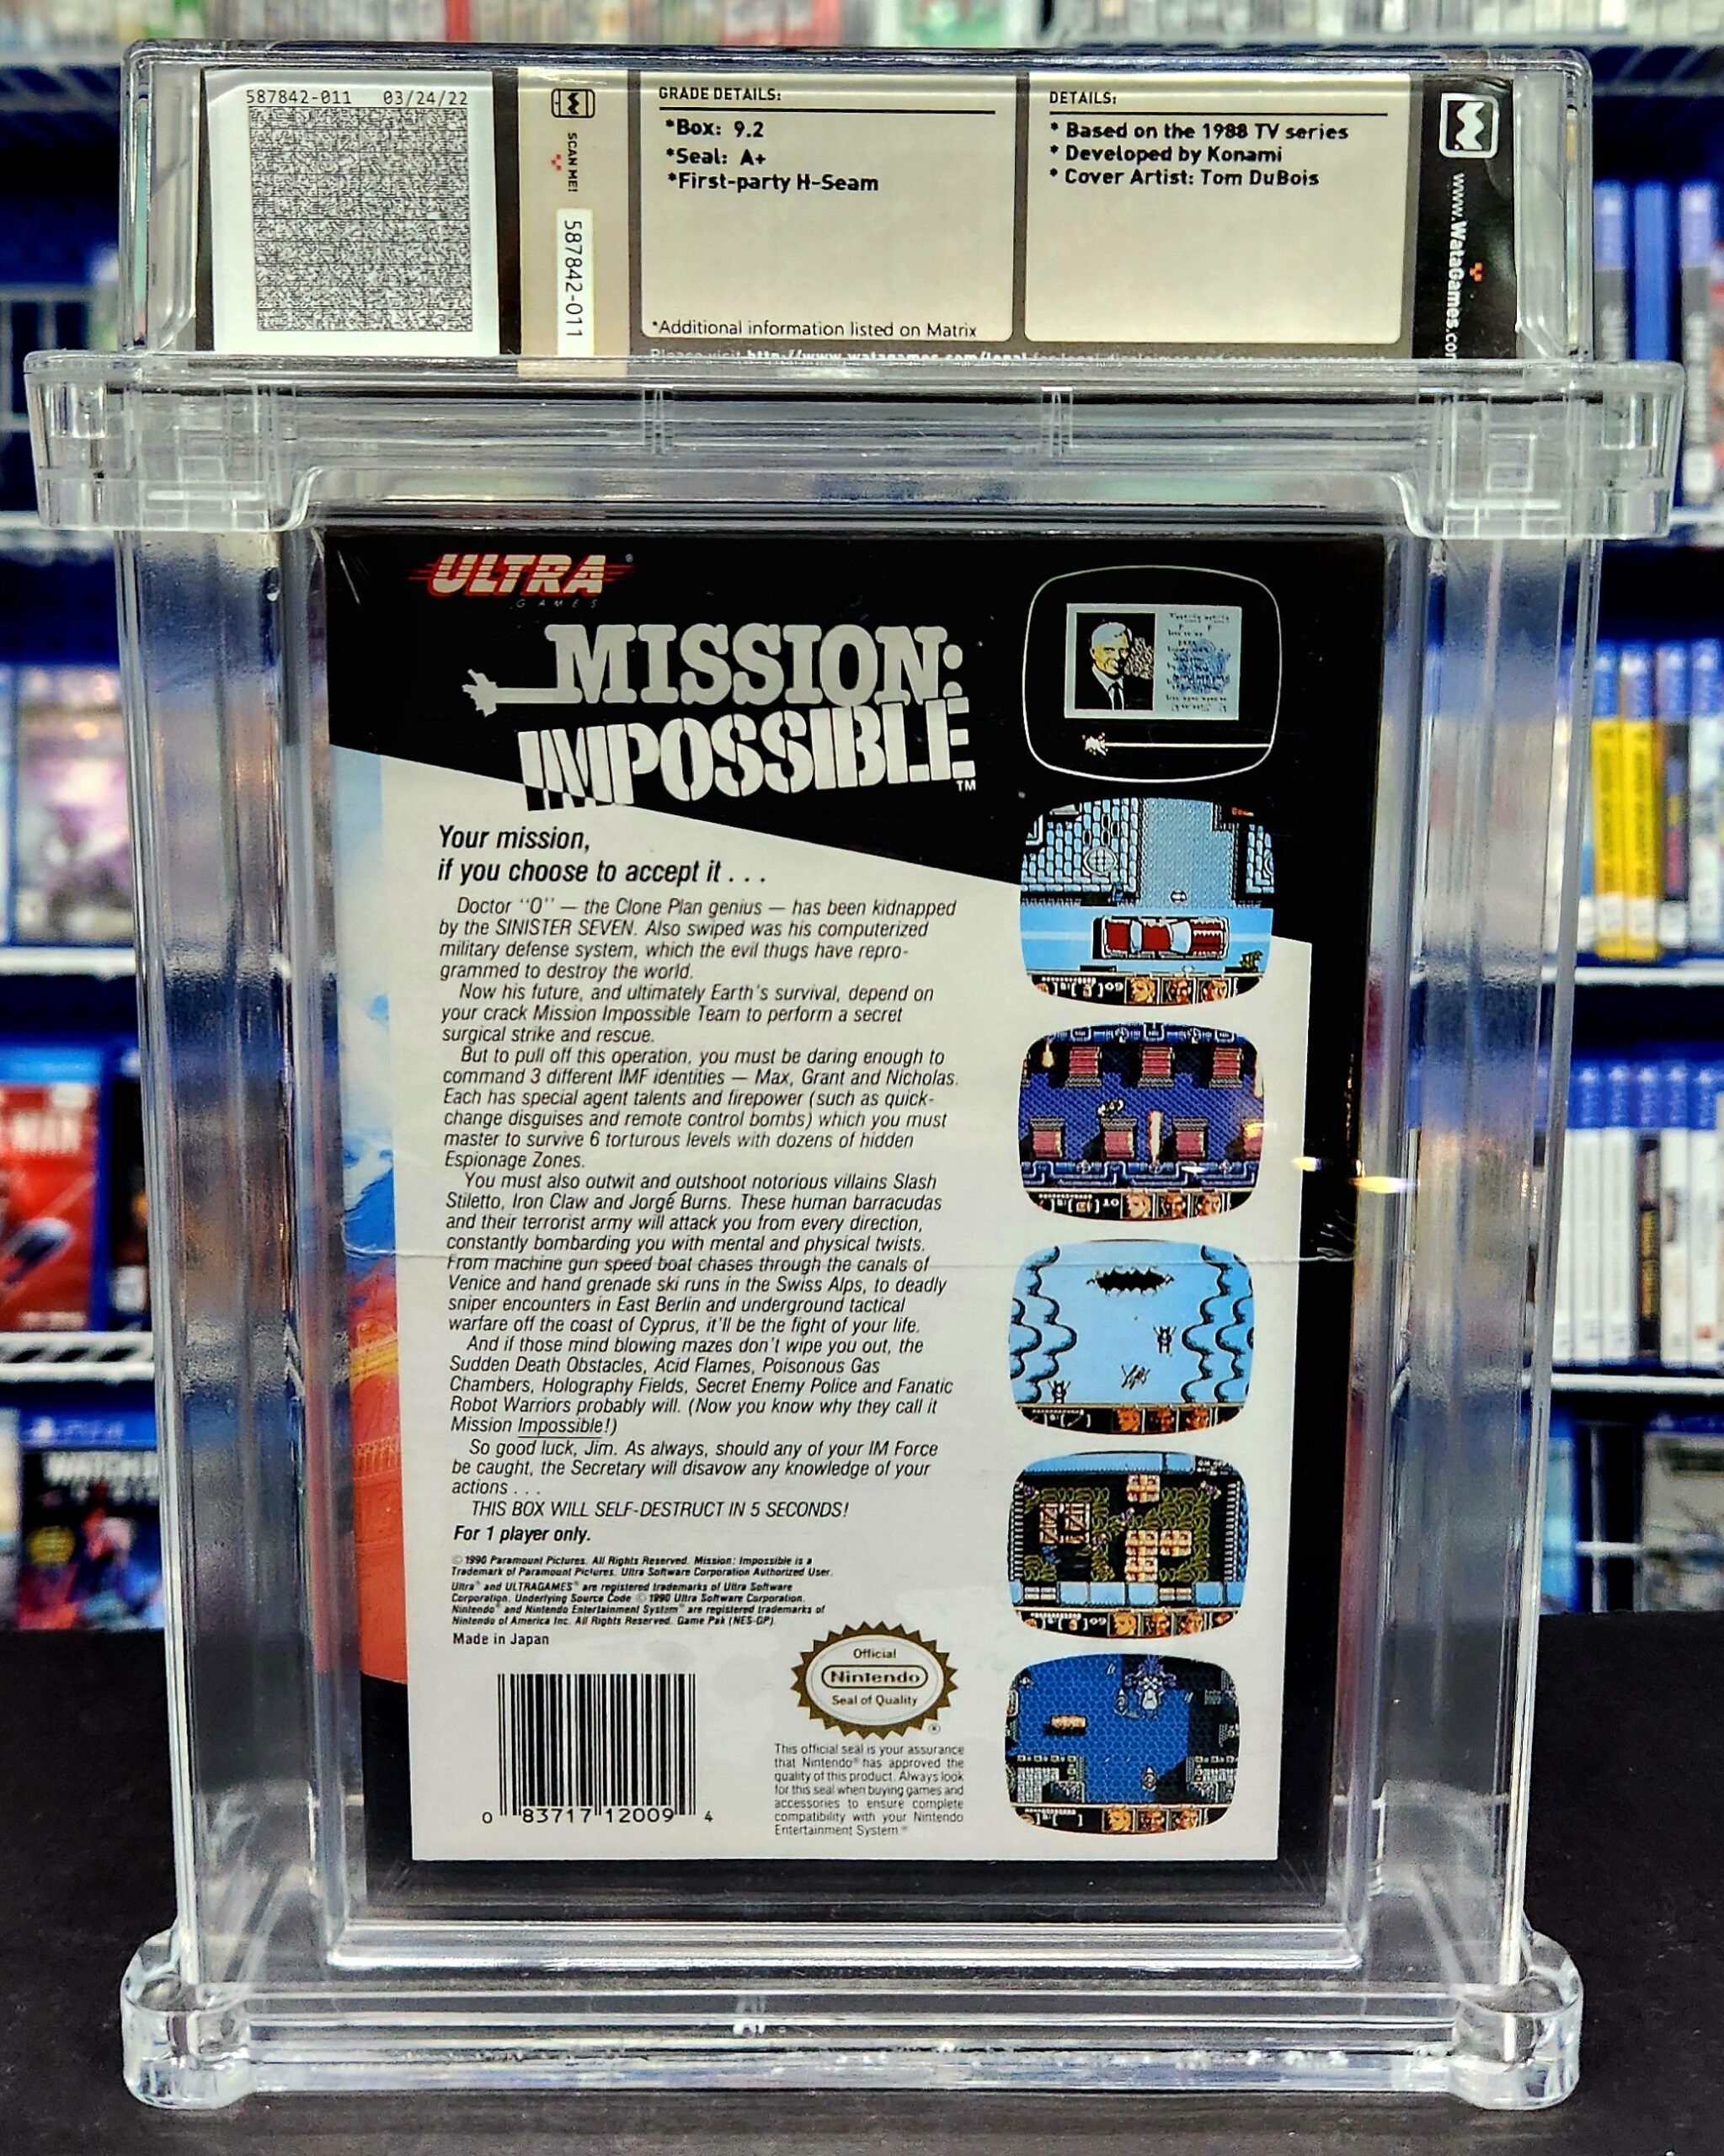 587842-011 03/24/22
SCAN ME!
587842-011
GRADE DETAILS:
*Box: 9.2
*Seal: A+
*First-party H-Seam
*Additional information listed on Matrix
DETAILS:
* Based on the 1988 TV series
* Developed by Konami
* Cover Artist: Tom DuBois
www.WataGames.com
Please visit http://www.watagames.com/legal
ULTRA®
GAMES
MISSION:
IMPOSSIBLE™
Your mission,
if you choose to accept it . . .
Doctor "O" — the Clone Plan genius — has been kidnapped
by the SINISTER SEVEN. Also swiped was his computerized
military defense system, which the evil thugs have repro-
grammed to destroy the world.
Now his future, and ultimately Earth's survival, depend on
your crack Mission Impossible Team to perform a secret
surgical strike and rescue.
But to pull off this operation, you must be daring enough to
command 3 different IMF identities — Max, Grant and Nicholas.
Each has special agent talents and firepower (such as quick-
change disguises and remote control bombs) which you must
master to survive 6 torturous levels with dozens of hidden
Espionage Zones.
You must also outwit and outshoot notorious villains Slash
Stiletto, Iron Claw and Jorgé Burns. These human barracudas
and their terrorist army will attack you from every direction,
constantly bombarding you with mental and physical twists.
From machine gun speed boat chases through the canals of
Venice and hand grenade ski runs in the Swiss Alps, to deadly
sniper encounters in East Berlin and underground tactical
warfare off the coast of Cyprus, it'll be the fight of your life.
And if those mind blowing mazes don't wipe you out, the
Sudden Death Obstacles, Acid Flames, Poisonous Gas
Chambers, Holography Fields, Secret Enemy Police and Fanatic
Robot Warriors probably will. (Now you know why they call it
Mission Impossible!)
So good luck, Jim. As always, should any of your IM Force
be caught, the Secretary will disavow any knowledge of your
actions . . .
THIS BOX WILL SELF-DESTRUCT IN 5 SECONDS!
For 1 player only.
© 1990 Paramount Pictures. All Rights Reserved. Mission: Impossible is a
Trademark of Paramount Pictures. Ultra Software Corporation Authorized User.
Ultra® and ULTRAGAMES® are registered trademarks of Ultra Software
Corporation. Underlying Source Code © 1990 Ultra Software Corporation.
Nintendo® and Nintendo Entertainment System® are registered trademarks of
Nintendo of America Inc. All Rights Reserved. Game Pak (NES-GP).
Made in Japan
0 83717 12009 4
Official
Nintendo
Seal of Quality
®
This official seal is your assurance
that Nintendo® has approved the
quality of this product. Always look
for this seal when buying games and
accessories to ensure complete
compatibility with your Nintendo
Entertainment System.®